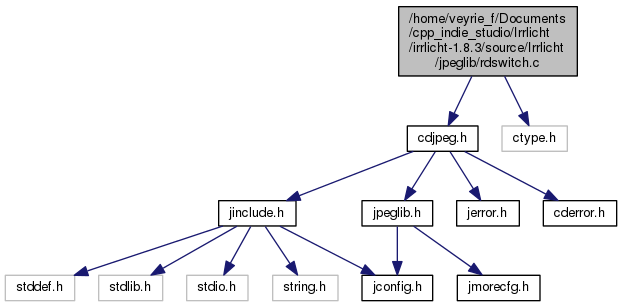 /home/veyrie_f/Documents
/cpp_indie_studio/Irrlicht
/irrlicht-1.8.3/source/Irrlicht
/jpeglib/rdswitch.c
cdjpeg.h
ctype.h
jinclude.h
jpeglib.h
jerror.h
cderror.h
stddef.h
stdlib.h
stdio.h
string.h
jconfig.h
jmorecfg.h